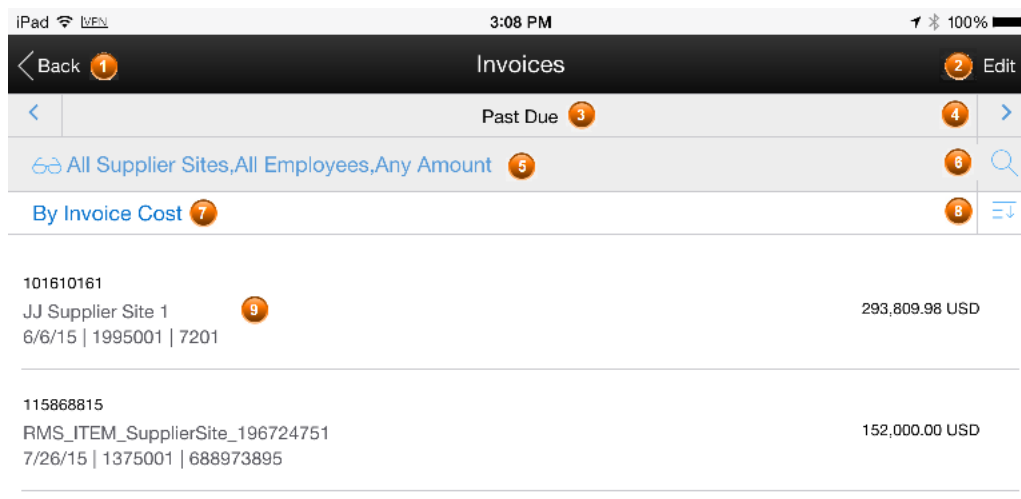 iPad VPN 3:08 PM 100%
Back 1 Invoices 2 Edit
Past Due 3 4
All Supplier Sites,All Employees,Any Amount 5 6
By Invoice Cost 7 8
101610161
JJ Supplier Site 1 9 293,809.98 USD
6/6/15 | 1995001 | 7201
115868815
RMS_ITEM_SupplierSite_196724751 152,000.00 USD
7/26/15 | 1375001 | 688973895